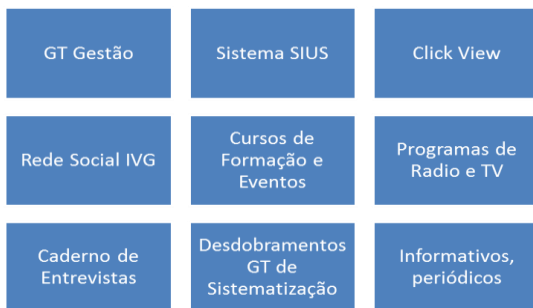 GT Gestão
Sistema SIUS
Click View
Rede Social IVG
Cursos de
Formação e
Eventos
Programas de
Radio e TV
Caderno de
Entrevistas
Desdobramentos
GT de
Sistematização
Informativos,
periódicos